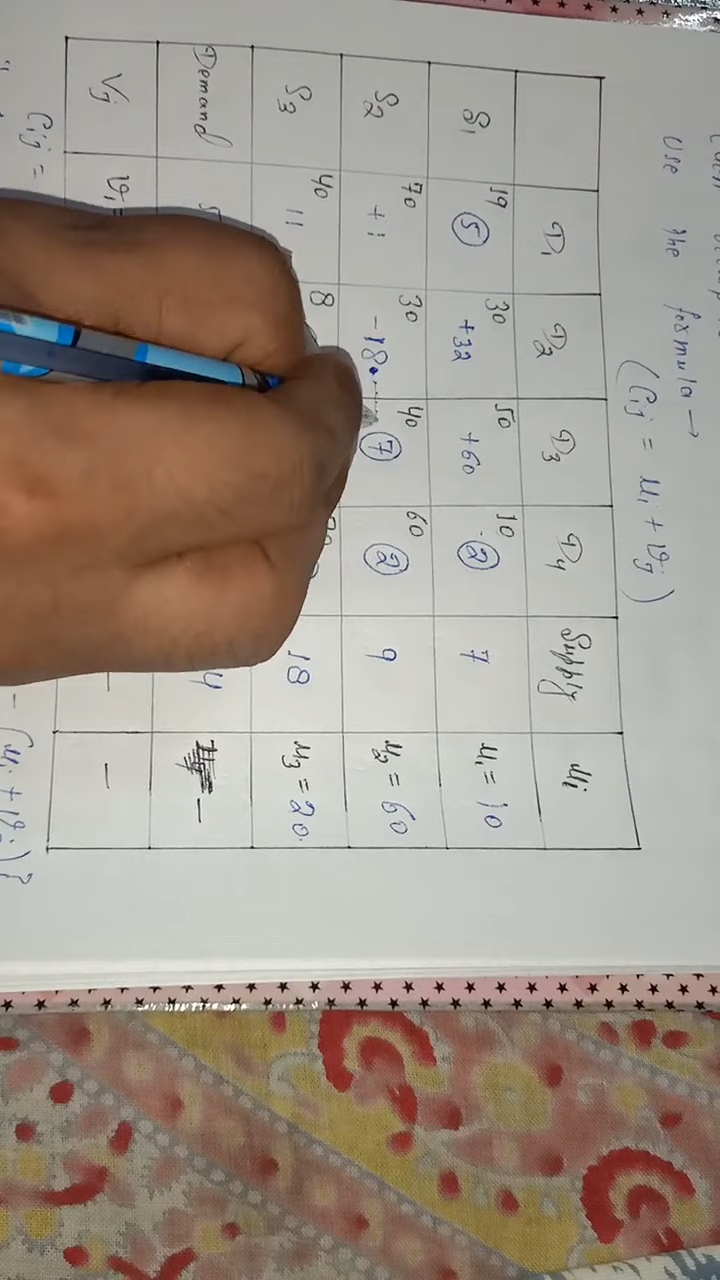 Use the formula →
(Cij = ui + vj)
D1 D2 D3 D4 Supply ui
S1 19 (5) 30 +32 50 +60 10 (2) 7 u1 = 10
S2 70 +1 30 -18 40 (7) 60 (2) 9 u2 = 60
S3 40 11 8 18 u3 = 20
Demand 4 -
Vj v1 = - -
Cij =
(ui + vj)}